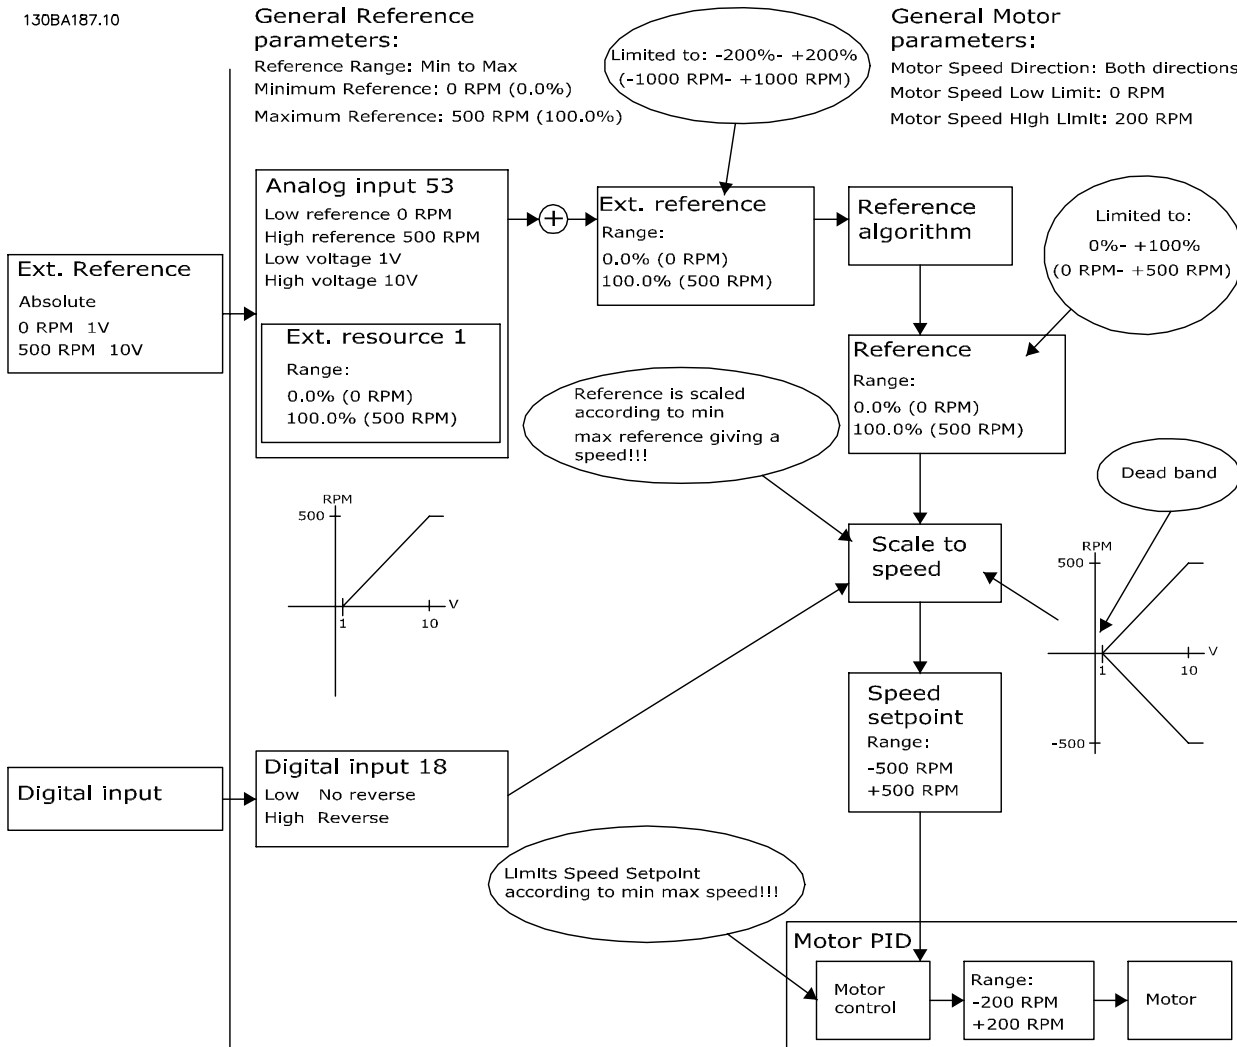 130BA187.10
General Reference
parameters:
Reference Range: Min to Max
Minimum Reference: 0 RPM (0.0%)
Maximum Reference: 500 RPM (100.0%)
Limited to: -200%- +200%
(-1000 RPM- +1000 RPM)
General Motor
parameters:
Motor Speed Direction: Both directions
Motor Speed Low Limit: 0 RPM
Motor Speed High Limit: 200 RPM
Ext. Reference
Absolute
0 RPM 1V
500 RPM 10V
Analog input 53
Low reference 0 RPM
High reference 500 RPM
Low voltage 1V
High voltage 10V
Ext. resource 1
Range:
0.0% (0 RPM)
100.0% (500 RPM)
+
Ext. reference
Range:
0.0% (0 RPM)
100.0% (500 RPM)
Reference
algorithm
Limited to:
0%- +100%
(0 RPM- +500 RPM)
Reference
Range:
0.0% (0 RPM)
100.0% (500 RPM)
Reference is scaled
according to min
max reference giving a
speed!!!
Dead band
RPM
500
V
1
10
Scale to
speed
RPM
500
V
1
10
-500
Speed
setpoint
Range:
-500 RPM
+500 RPM
Digital input
Digital input 18
Low No reverse
High Reverse
Limits Speed Setpoint
according to min max speed!!!
Motor PID
Motor
control
Range:
-200 RPM
+200 RPM
Motor